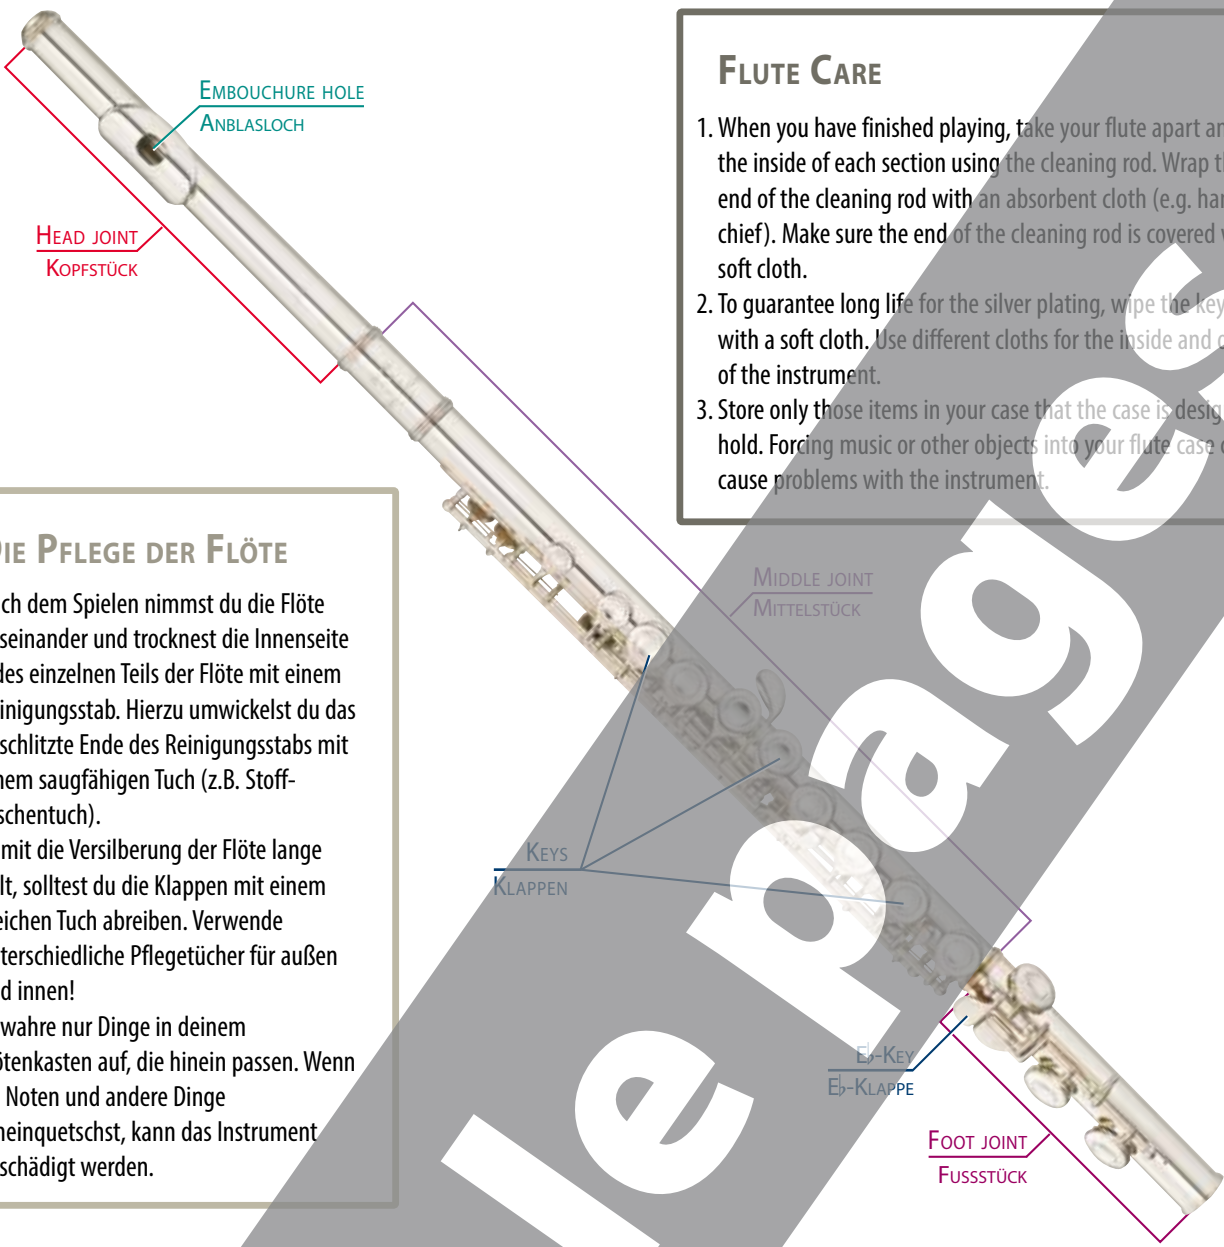 Embouchure hole
Anblasloch
Head joint
Kopfstück
Flute Care
1. When you have finished playing, take your flute apart an
the inside of each section using the cleaning rod. Wrap th
end of the cleaning rod with an absorbent cloth (e.g. han
chief). Make sure the end of the cleaning rod is covered w
soft cloth.
2. To guarantee long life for the silver plating, wipe the key
with a soft cloth. Use different cloths for the inside and o
of the instrument.
3. Store only those items in your case that the case is desig
hold. Forcing music or other objects into your flute case c
cause problems with the instrument.
Die Pflege der Flöte
ch dem Spielen nimmst du die Flöte
seinander und trocknest die Innenseite
des einzelnen Teils der Flöte mit einem
inigungsstab. Hierzu umwickelst du das
schlitzte Ende des Reinigungsstabs mit
nem saugfähigen Tuch (z.B. Stoff-
schentuch).
mit die Versilberung der Flöte lange
lt, solltest du die Klappen mit einem
eichen Tuch abreiben. Verwende
terschiedliche Pflegetücher für außen
d innen!
wahre nur Dinge in deinem
ötenkasten auf, die hinein passen. Wenn
Noten und andere Dinge
neinquetschst, kann das Instrument
schädigt werden.
Middle joint
Mittelstück
Keys
Klappen
E♭-Key
E♭-Klappe
Foot joint
Fussstück
le pages